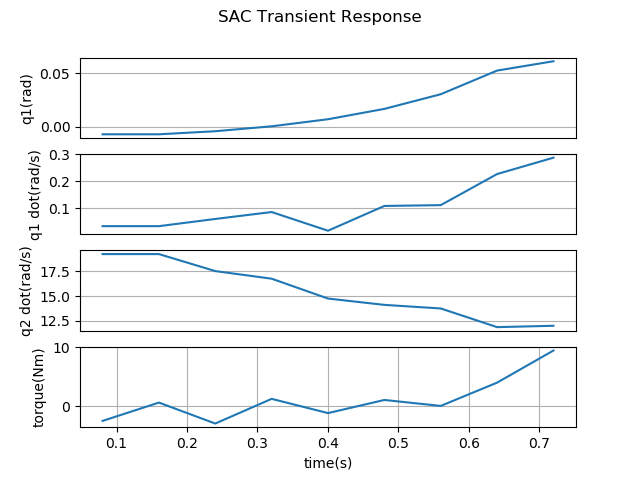 SAC Transient Response
q1(rad)
0.05
0.00
q1 dot(rad/s)
0.3
0.2
0.1
q2 dot(rad/s)
17.5
15.0
12.5
torque(Nm)
10
0
0.1 0.2 0.3 0.4 0.5 0.6 0.7
time(s)